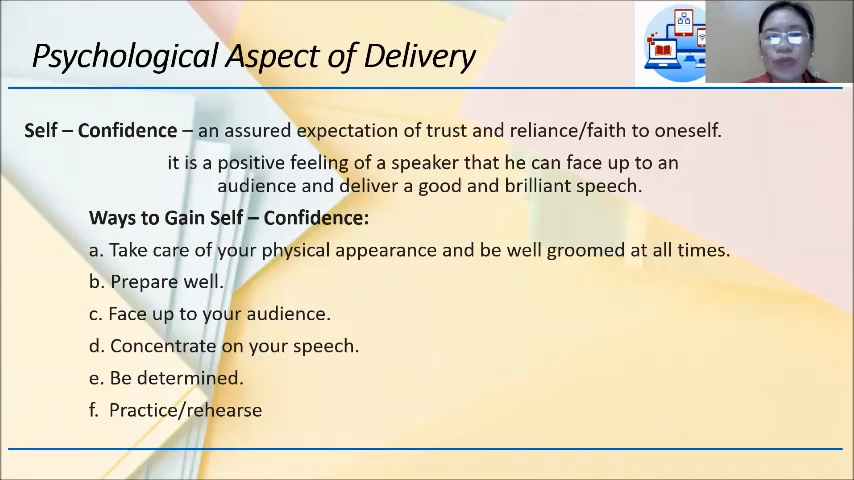 Psychological Aspect of Delivery
Self – Confidence – an assured expectation of trust and reliance/faith to oneself.
it is a positive feeling of a speaker that he can face up to an
audience and deliver a good and brilliant speech.
Ways to Gain Self – Confidence:
a. Take care of your physical appearance and be well groomed at all times.
b. Prepare well.
c. Face up to your audience.
d. Concentrate on your speech.
e. Be determined.
f. Practice/rehearse